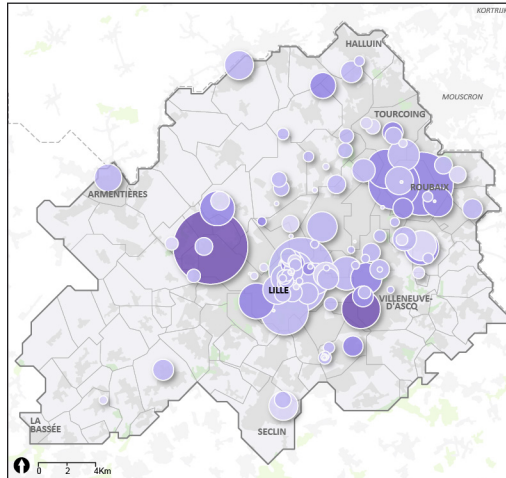 KORTRIJK
HALLUIN
MOUSCRON
TOURCOING
ROUBAIX
ARMENTIÈRES
LILLE
VILLENEUVE-
D'ASCQ
LA
BASSÉE
SECLIN
0 2 4Km